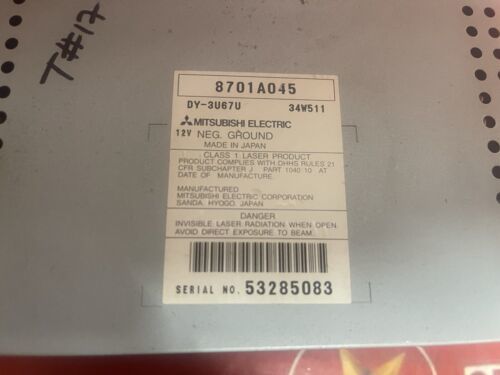 T#17
8701A045
DY-3U67U 34W511
MITSUBISHI ELECTRIC
12V NEG. GROUND
MADE IN JAPAN
CLASS 1 LASER PRODUCT
PRODUCT COMPLIES WITH DHHS RULES 21
CFR SUBCHAPTER J PART 1040 10 AT
DATE OF MANUFACTURE.
MANUFACTURED
MITSUBISHI ELECTRIC CORPORATION
SANDA, HYOGO, JAPAN
DANGER
INVISIBLE LASER RADIATION WHEN OPEN.
AVOID DIRECT EXPOSURE TO BEAM.
SERIAL NO. 53285083